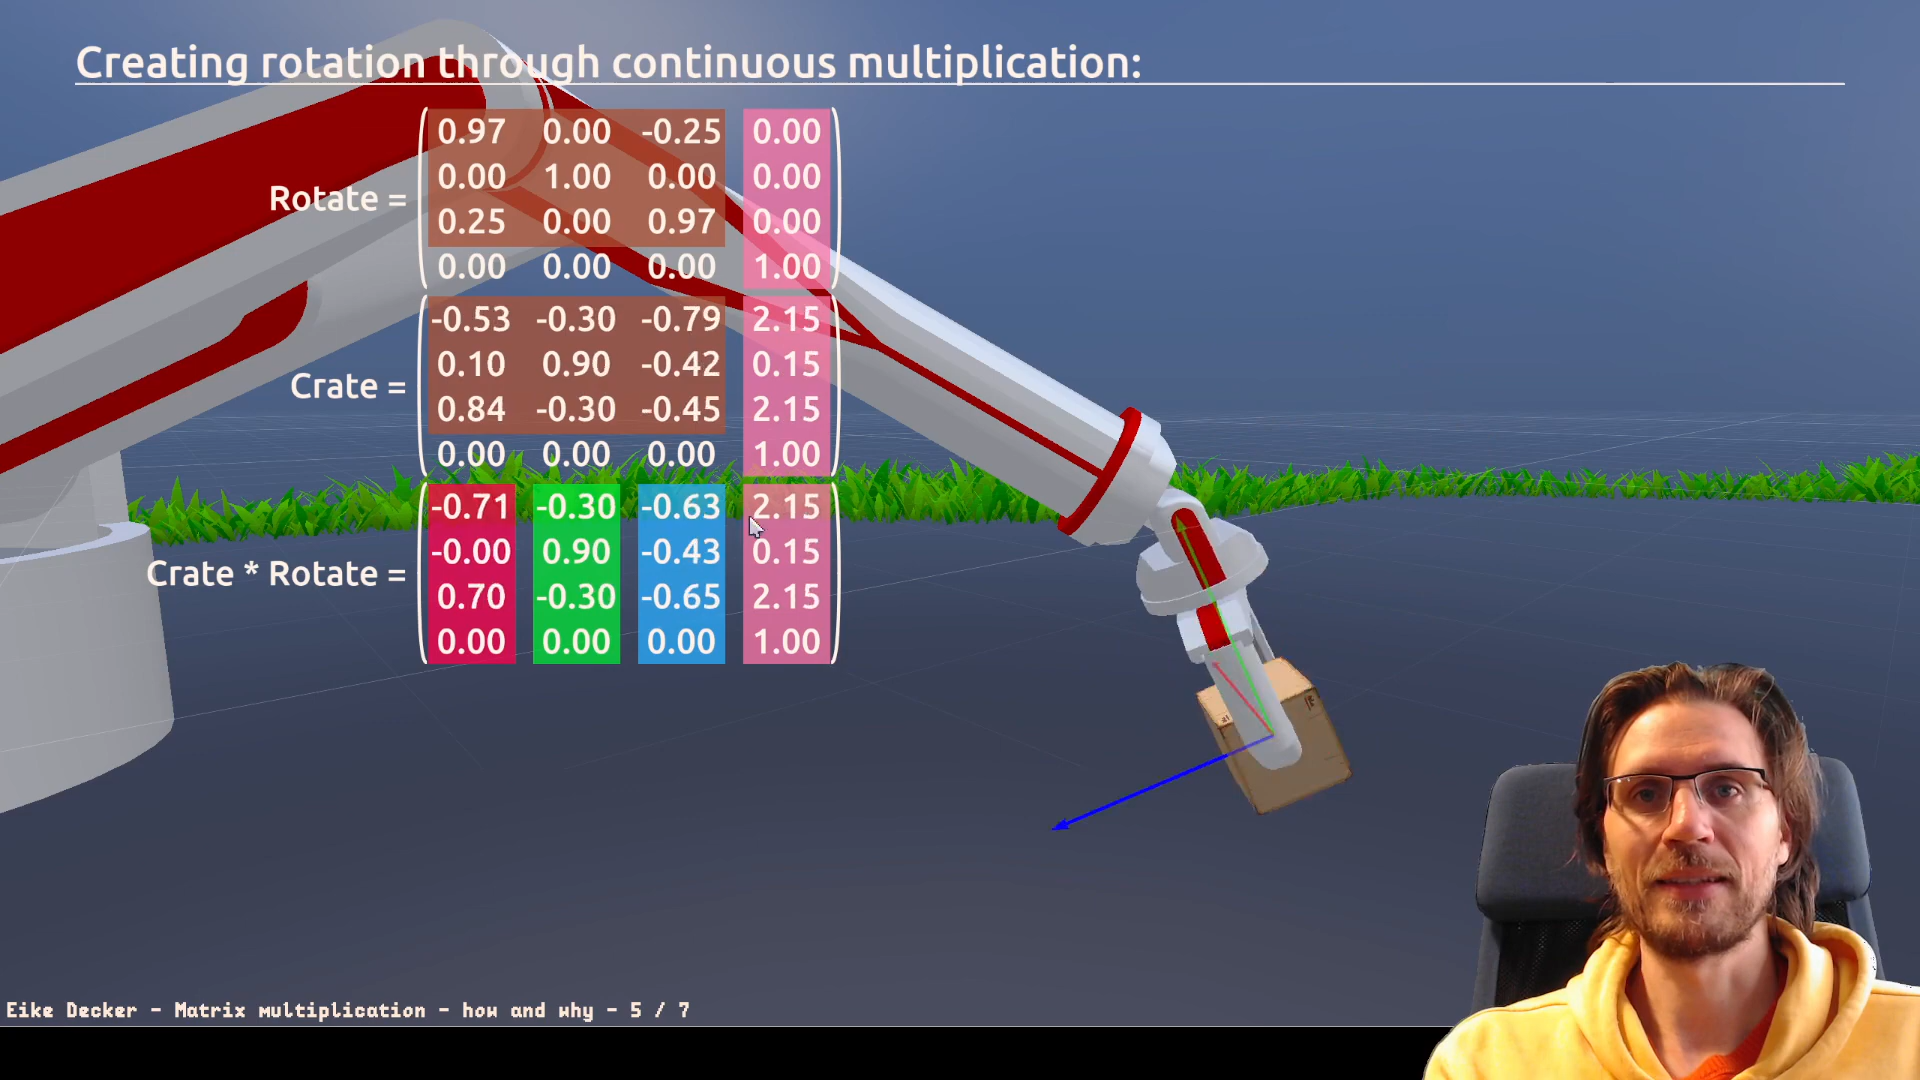 Creating rotation through continuous multiplication:
0.97 0.00 -0.25 0.00
0.00 1.00 0.00 0.00
Rotate =
0.25 0.00 0.97 0.00
0.00 0.00 0.00 1.00
-0.53 -0.30 -0.79 2.15
0.10 0.90 -0.42 0.15
Crate =
0.84 -0.30 -0.45 2.15
0.00 0.00 0.00 1.00
-0.71 -0.30 -0.63 2.15
-0.00 0.90 -0.43 0.15
Crate * Rotate =
0.70 -0.30 -0.65 2.15
0.00 0.00 0.00 1.00
Eike Decker - Matrix multiplication - how and why - 5 / 7